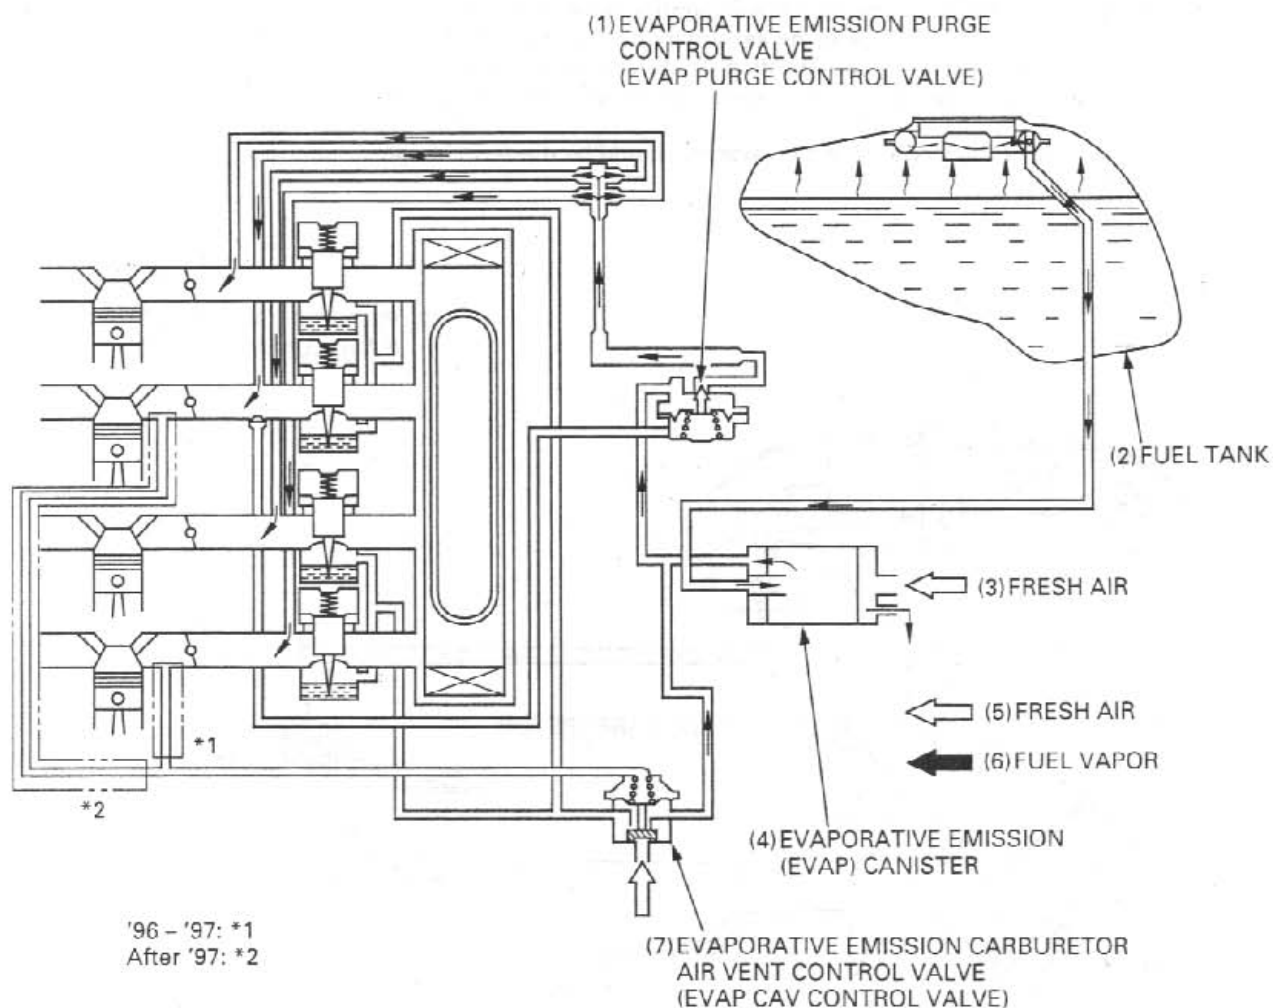 (1) EVAPORATIVE EMISSION PURGE
CONTROL VALVE
(EVAP PURGE CONTROL VALVE)
(2) FUEL TANK
(3) FRESH AIR
(5) FRESH AIR
(6) FUEL VAPOR
(4) EVAPORATIVE EMISSION
(EVAP) CANISTER
*1
*2
'96 – '97: *1
After '97: *2
(7) EVAPORATIVE EMISSION CARBURETOR
AIR VENT CONTROL VALVE
(EVAP CAV CONTROL VALVE)